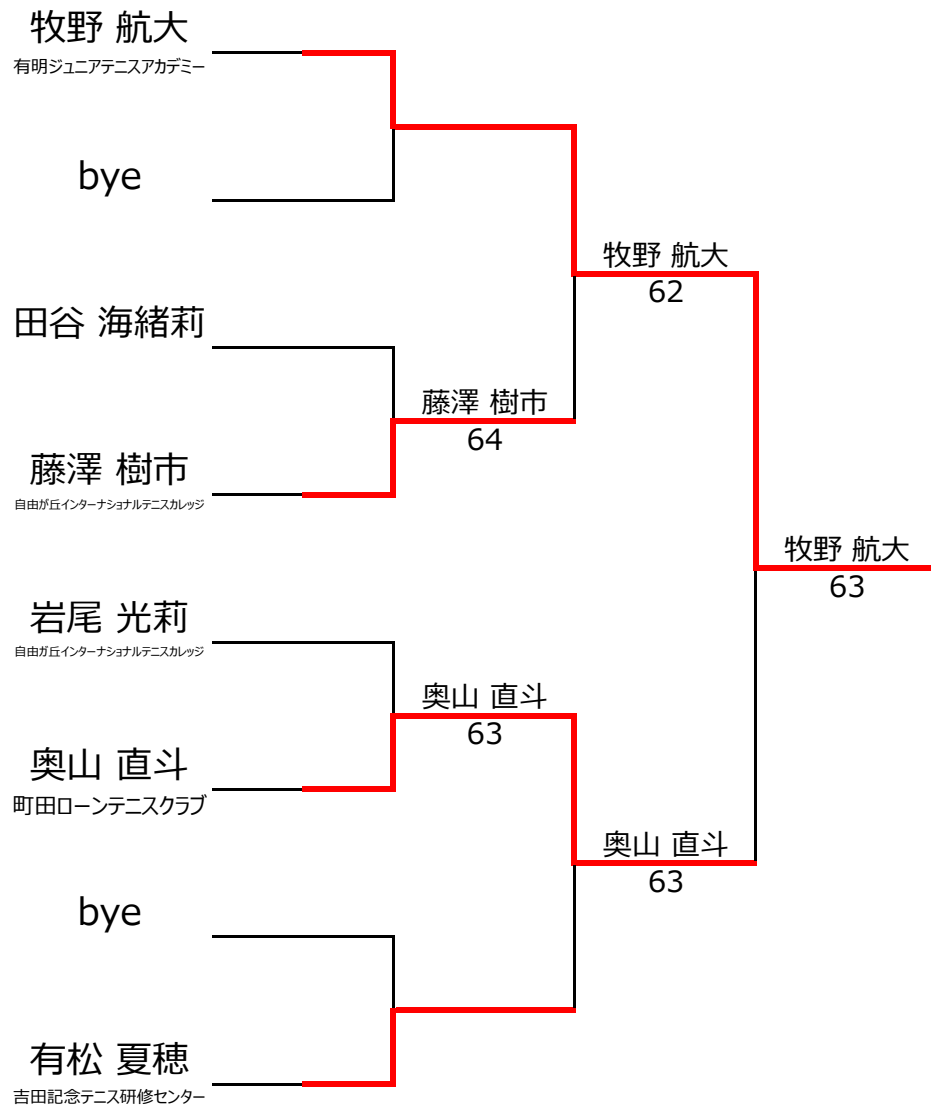 牧野 航大
有明ジュニアテニスアカデミー
bye
田谷 海緒莉
藤澤 樹市
自由が丘インターナショナルテニスカレッジ
岩尾 光莉
自由ガ丘インターナショナルテニスカレッジ
奥山 直斗
町田ローンテニスクラブ
bye
有松 夏穂
吉田記念テニス研修センター
藤澤 樹市
64
奥山 直斗
63
牧野 航大
62
奥山 直斗
63
牧野 航大
63